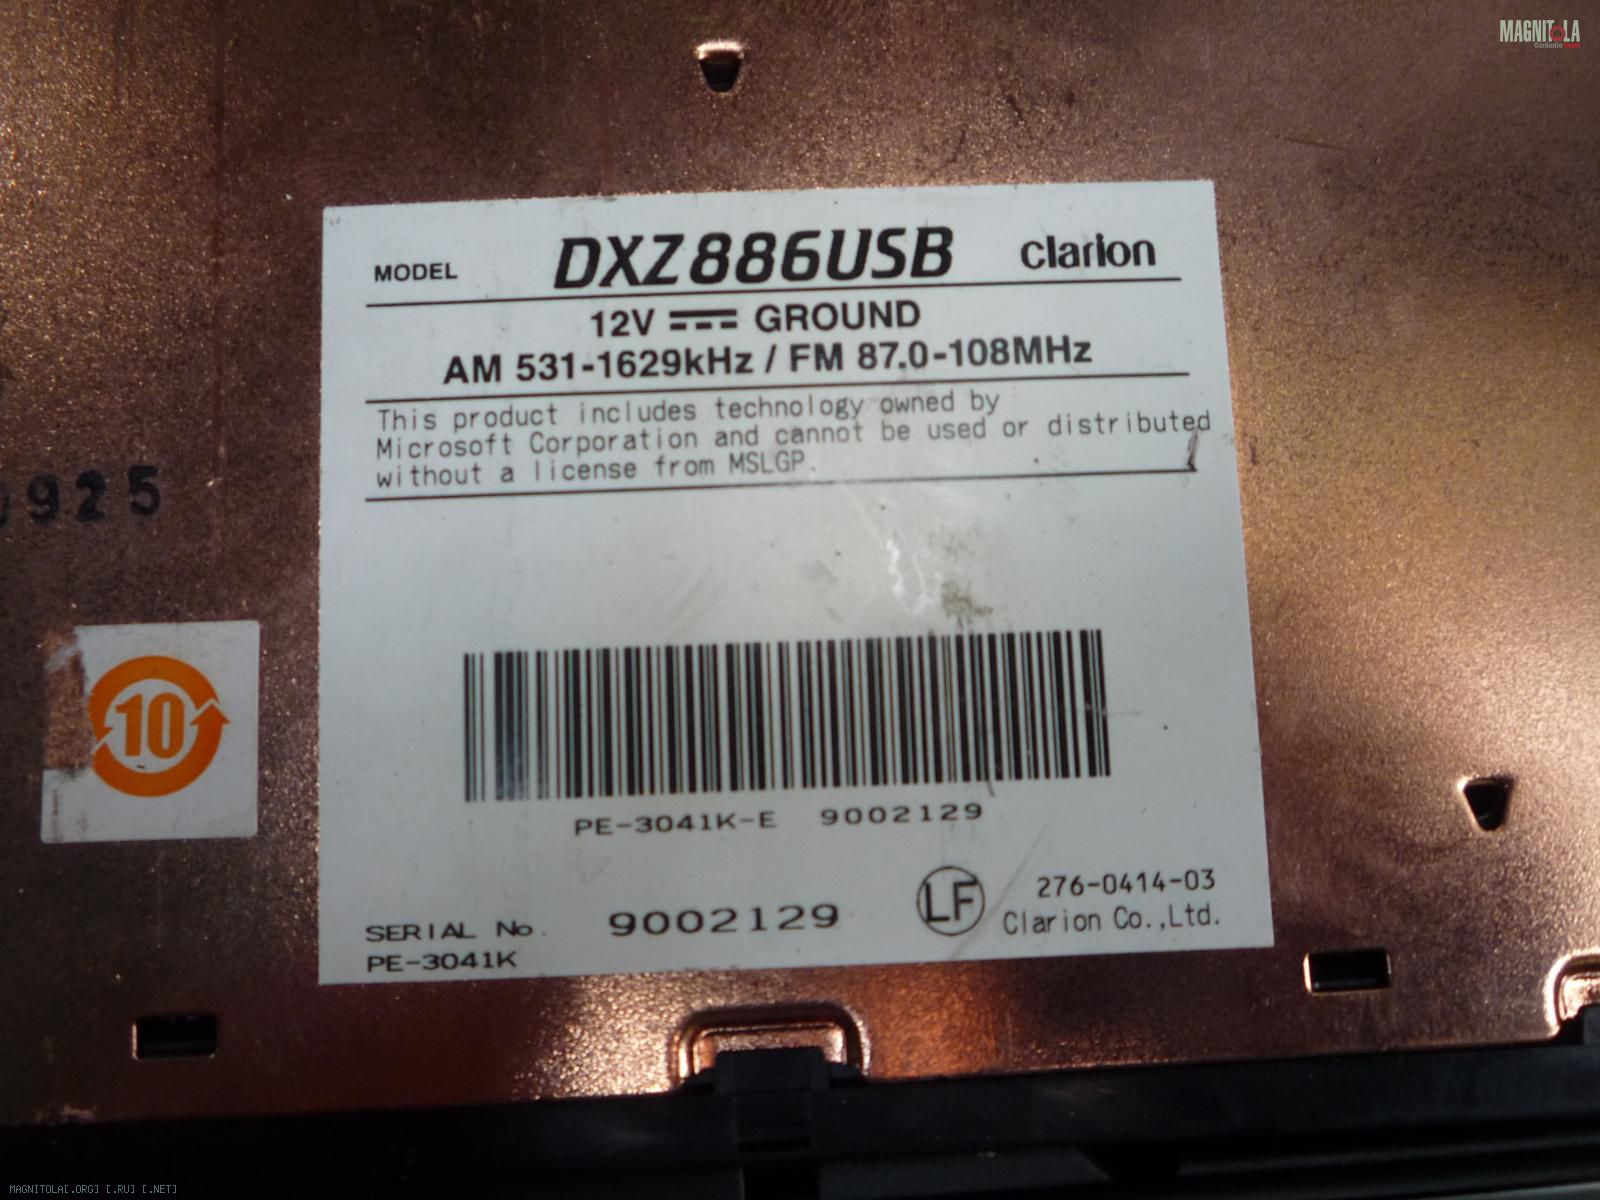 MAGNITOLA
MODEL DXZ886USB clarion
12V GROUND
AM 531-1629kHz / FM 87.0-108MHz
This product includes technology owned by
Microsoft Corporation and cannot be used or distributed
without a license from MSLGP.
925
10
PE-3041K-E 9002129
LF 276-0414-03
SERIAL No. 9002129 Clarion Co.,Ltd.
PE-3041K
MAGNITOLA[.ORG] [.RU] [.NET]